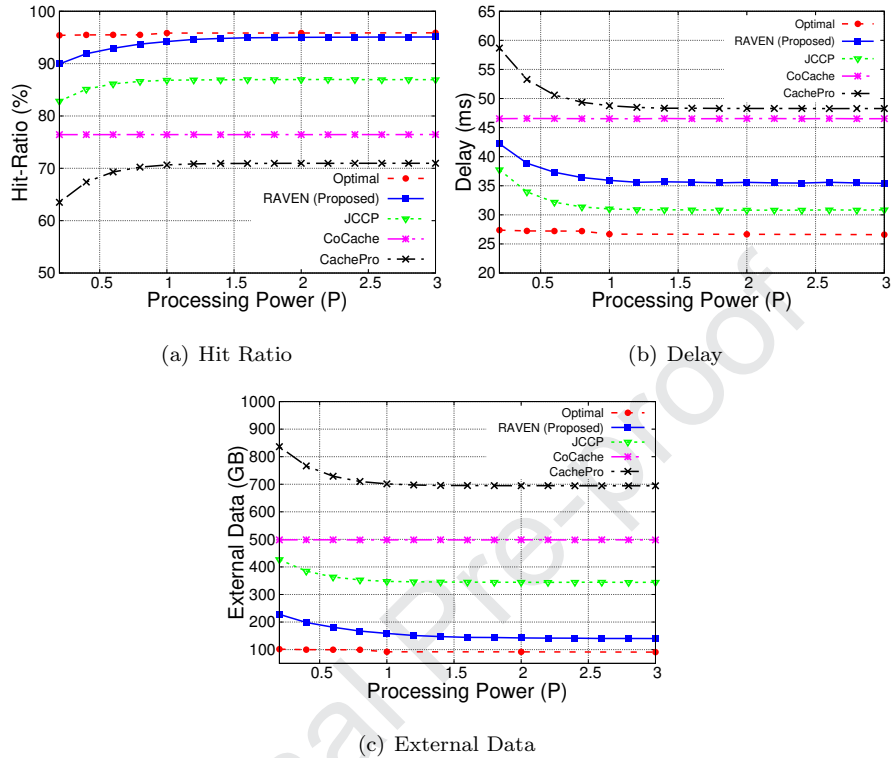 100
90
80
70
60
50
Hit-Ratio (%)
0.5 1 1.5 2 2.5 3
Processing Power (P)
Optimal
RAVEN (Proposed)
JCCP
CoCache
CachePro
(a) Hit Ratio
65
60
55
50
45
40
35
30
25
20
Delay (ms)
0.5 1 1.5 2 2.5 3
Processing Power (P)
Optimal
RAVEN (Proposed)
JCCP
CoCache
CachePro
(b) Delay
1000
900
800
700
600
500
400
300
200
100
External Data (GB)
0.5 1 1.5 2 2.5 3
Processing Power (P)
Optimal
RAVEN (Proposed)
JCCP
CoCache
CachePro
(c) External Data
al Pre-proof